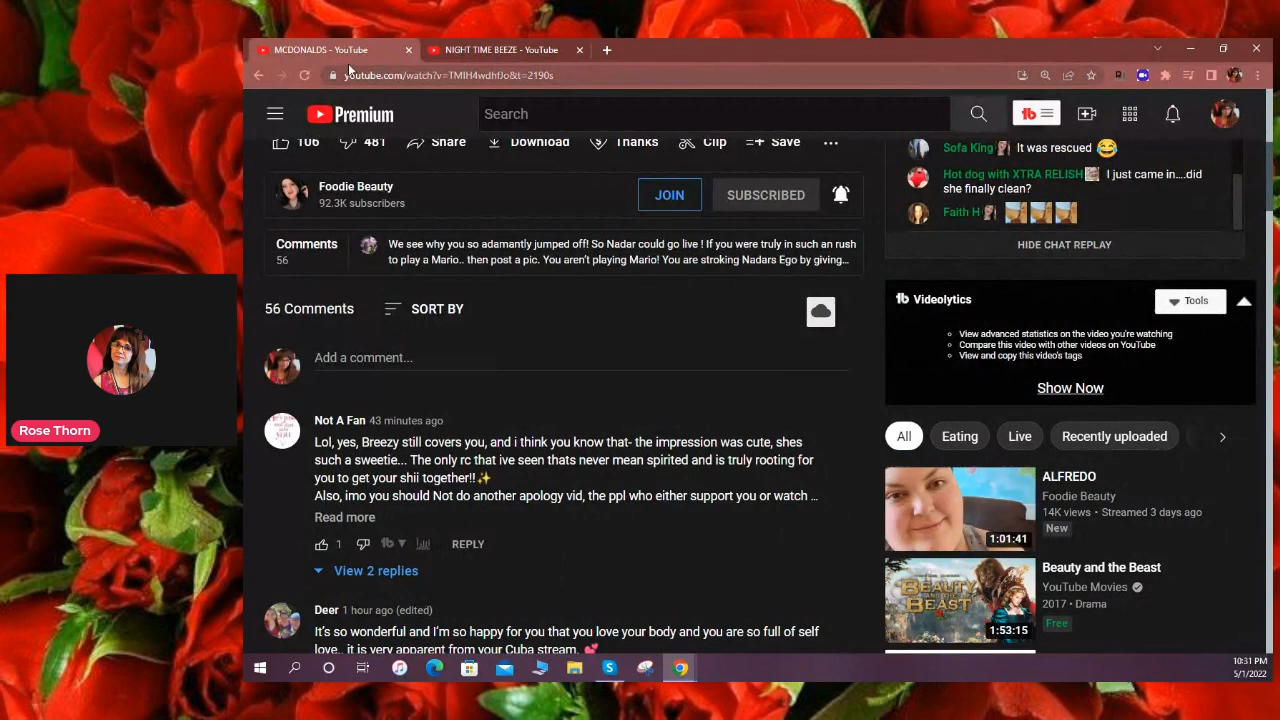 MCDONALDS - YouTube
NIGHT TIME BEEZE - YouTube
youtube.com/watch?v=TMIH4wdhfJo&t=2190s
Premium
Search
106
481
Share
Download
Thanks
Clip
Save
Foodie Beauty
92.3K subscribers
JOIN
SUBSCRIBED
Comments
56
We see why you so adamantly jumped off! So Nadar could go live ! If you were truly in such an rush
to play a Mario.. then post a pic. You aren't playing Mario! You are stroking Nadars Ego by giving...
56 Comments
SORT BY
Add a comment...
Not A Fan 43 minutes ago
Lol, yes, Breezy still covers you, and i think you know that- the impression was cute, shes
such a sweetie... The only rc that ive seen thats never mean spirited and is truly rooting for
you to get your shii together!!✨
Also, imo you should Not do another apology vid, the ppl who either support you or watch ...
Read more
1
REPLY
View 2 replies
Deer 1 hour ago (edited)
It's so wonderful and I'm so happy for you that you love your body and you are so full of self
love.. it is very apparent from your Cuba stream. 💕
Sofa King It was rescued 😂
Hot dog with XTRA RELISH I just came in....did
she finally clean?
Faith H
HIDE CHAT REPLAY
Videolytics
Tools
View advanced statistics on the video you're watching
Compare this video with other videos on YouTube
View and copy this video's tags
Show Now
All
Eating
Live
Recently uploaded
ALFREDO
Foodie Beauty
14K views • Streamed 3 days ago
New
1:01:41
Beauty and the Beast
YouTube Movies
2017 • Drama
Free
BEAUTY
AND THE
BEAST
1:53:15
Rose Thorn
10:31 PM
5/1/2022